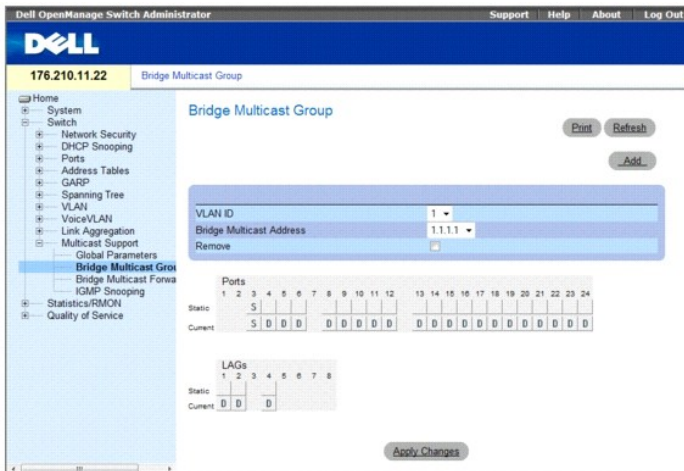 Dell OpenManage Switch Administrator
Support Help About Log Out
DELL
176.210.11.22 Bridge Multicast Group
Home
System
Switch
Network Security
DHCP Snooping
Ports
Address Tables
GARP
Spanning Tree
VLAN
VoiceVLAN
Link Aggregation
Multicast Support
Global Parameters
Bridge Multicast Grou
Bridge Multicast Forwa
IGMP Snooping
Statistics/RMON
Quality of Service
Bridge Multicast Group
Print Refresh
Add
VLAN ID 1
Bridge Multicast Address 1.1.1.1
Remove
Ports
1 2 3 4 5 6 7 8 9 10 11 12 13 14 15 16 17 18 19 20 21 22 23 24
Static S
Current S D D D D D D D D D D D D D D D D D D D D
LAGs
1 2 3 4 5 6 7 8
Static
Current D D D
Apply Changes